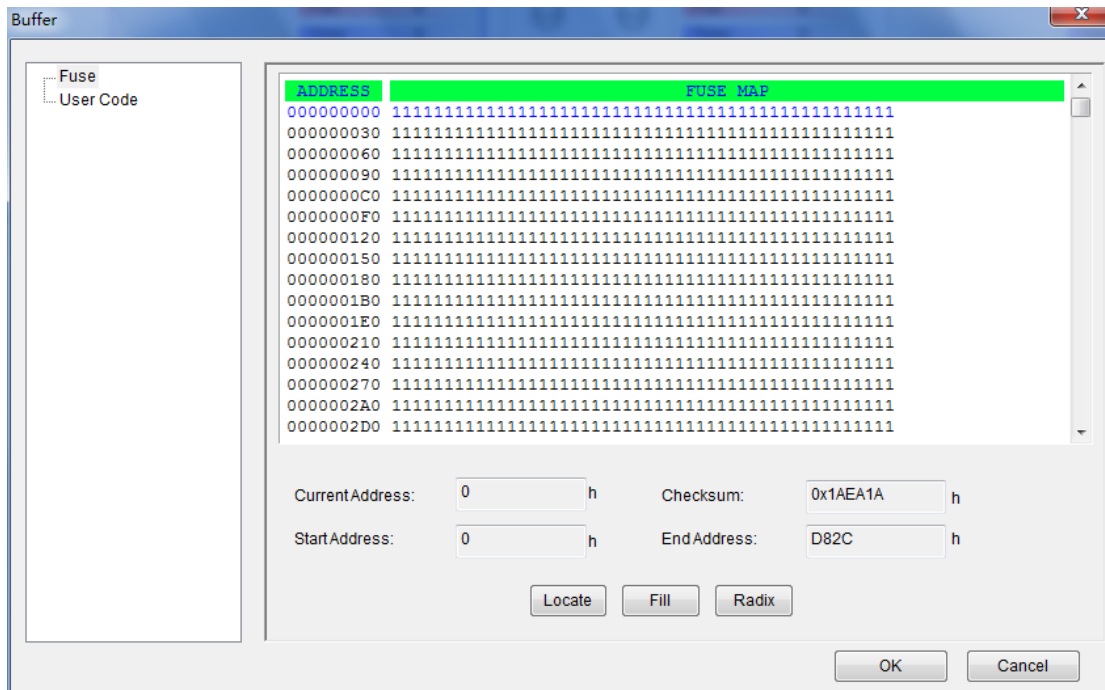 Buffer
X
Fuse
User Code
ADDRESS FUSE MAP
000000000 111111111111111111111111111111111111111111111111
000000030 111111111111111111111111111111111111111111111111
000000060 111111111111111111111111111111111111111111111111
000000090 111111111111111111111111111111111111111111111111
0000000C0 111111111111111111111111111111111111111111111111
0000000F0 111111111111111111111111111111111111111111111111
000000120 111111111111111111111111111111111111111111111111
000000150 111111111111111111111111111111111111111111111111
000000180 111111111111111111111111111111111111111111111111
0000001B0 111111111111111111111111111111111111111111111111
0000001E0 111111111111111111111111111111111111111111111111
000000210 111111111111111111111111111111111111111111111111
000000240 111111111111111111111111111111111111111111111111
000000270 111111111111111111111111111111111111111111111111
0000002A0 111111111111111111111111111111111111111111111111
0000002D0 111111111111111111111111111111111111111111111111
Current Address: 0 h Checksum: 0x1AEA1A h
Start Address: 0 h End Address: D82C h
Locate Fill Radix
OK Cancel